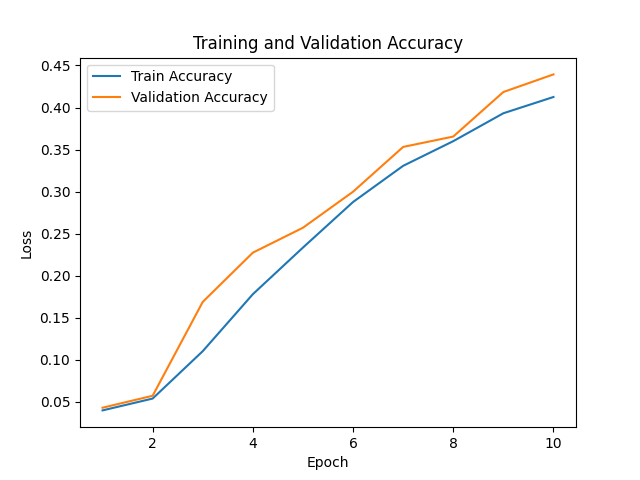 Training and Validation Accuracy
Train Accuracy
Validation Accuracy
0.45
0.40
0.35
0.30
0.25
0.20
0.15
0.10
0.05
Loss
2 4 6 8 10
Epoch